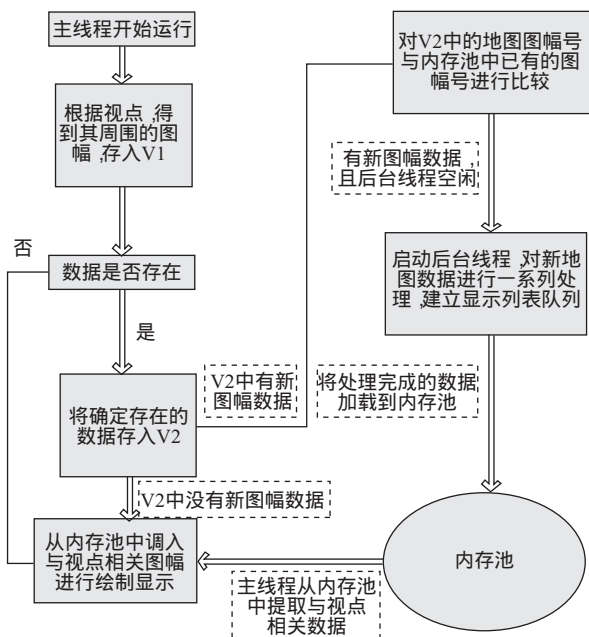 主线程开始运行
根据视点,得
到其周围的图
幅,存入V1
否
数据是否存在
是
将确定存在的
数据存入V2
V2中有新
图幅数据
V2中没有新图幅数据
从内存池中调入
与视点相关图幅
进行绘制显示
对V2中的地图图幅号
与内存池中已有的图
幅号进行比较
有新图幅数据,
且后台线程空闲
启动后台线程,对新地
图数据进行一系列处
理,建立显示列表队列
将处理完成的数据
加载到内存池
内存池
主线程从内存池
中提取与视点
相关数据